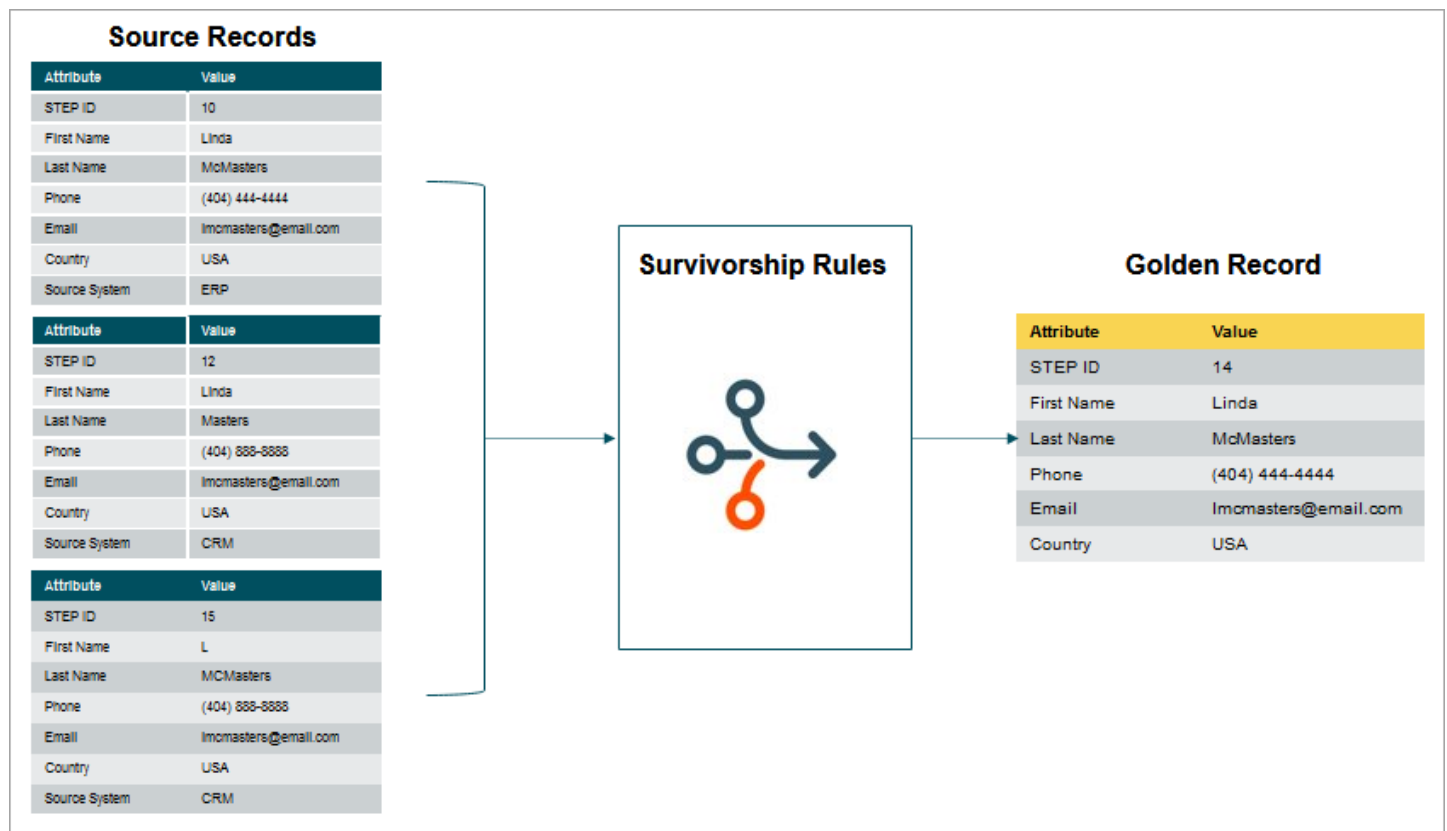 Source Records
Attribute Value
STEP ID 10
First Name Linda
Last Name McMasters
Phone (404) 444-4444
Email lmcmasters@email.com
Country USA
Source System ERP
Attribute Value
STEP ID 12
First Name Linda
Last Name Masters
Phone (404) 888-8888
Email lmcmasters@email.com
Country USA
Source System CRM
Attribute Value
STEP ID 15
First Name L
Last Name MCMasters
Phone (404) 888-8888
Email lmcmasters@email.com
Country USA
Source System CRM
Survivorship Rules
Golden Record
Attribute Value
STEP ID 14
First Name Linda
Last Name McMasters
Phone (404) 444-4444
Email lmcmasters@email.com
Country USA